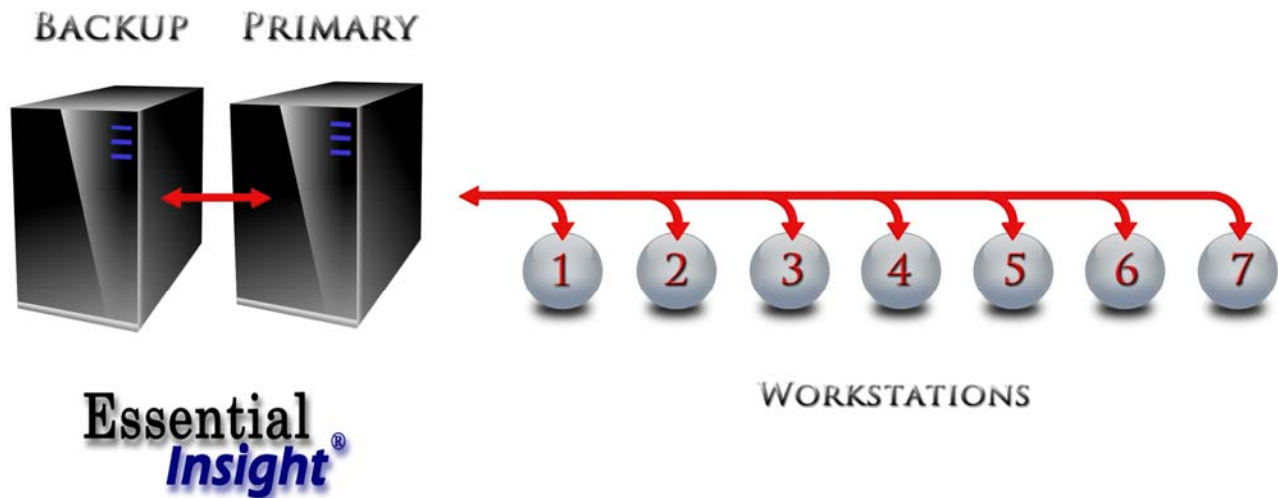 BACKUP PRIMARY
1 2 3 4 5 6 7
WORKSTATIONS
Essential
Insight®